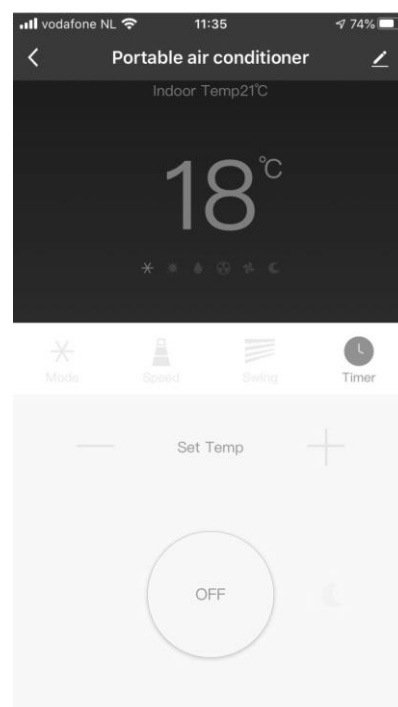 vodafone NL 11:35 74%
Portable air conditioner
Indoor Temp21℃
18℃
Mode Speed Swing Timer
Set Temp
OFF